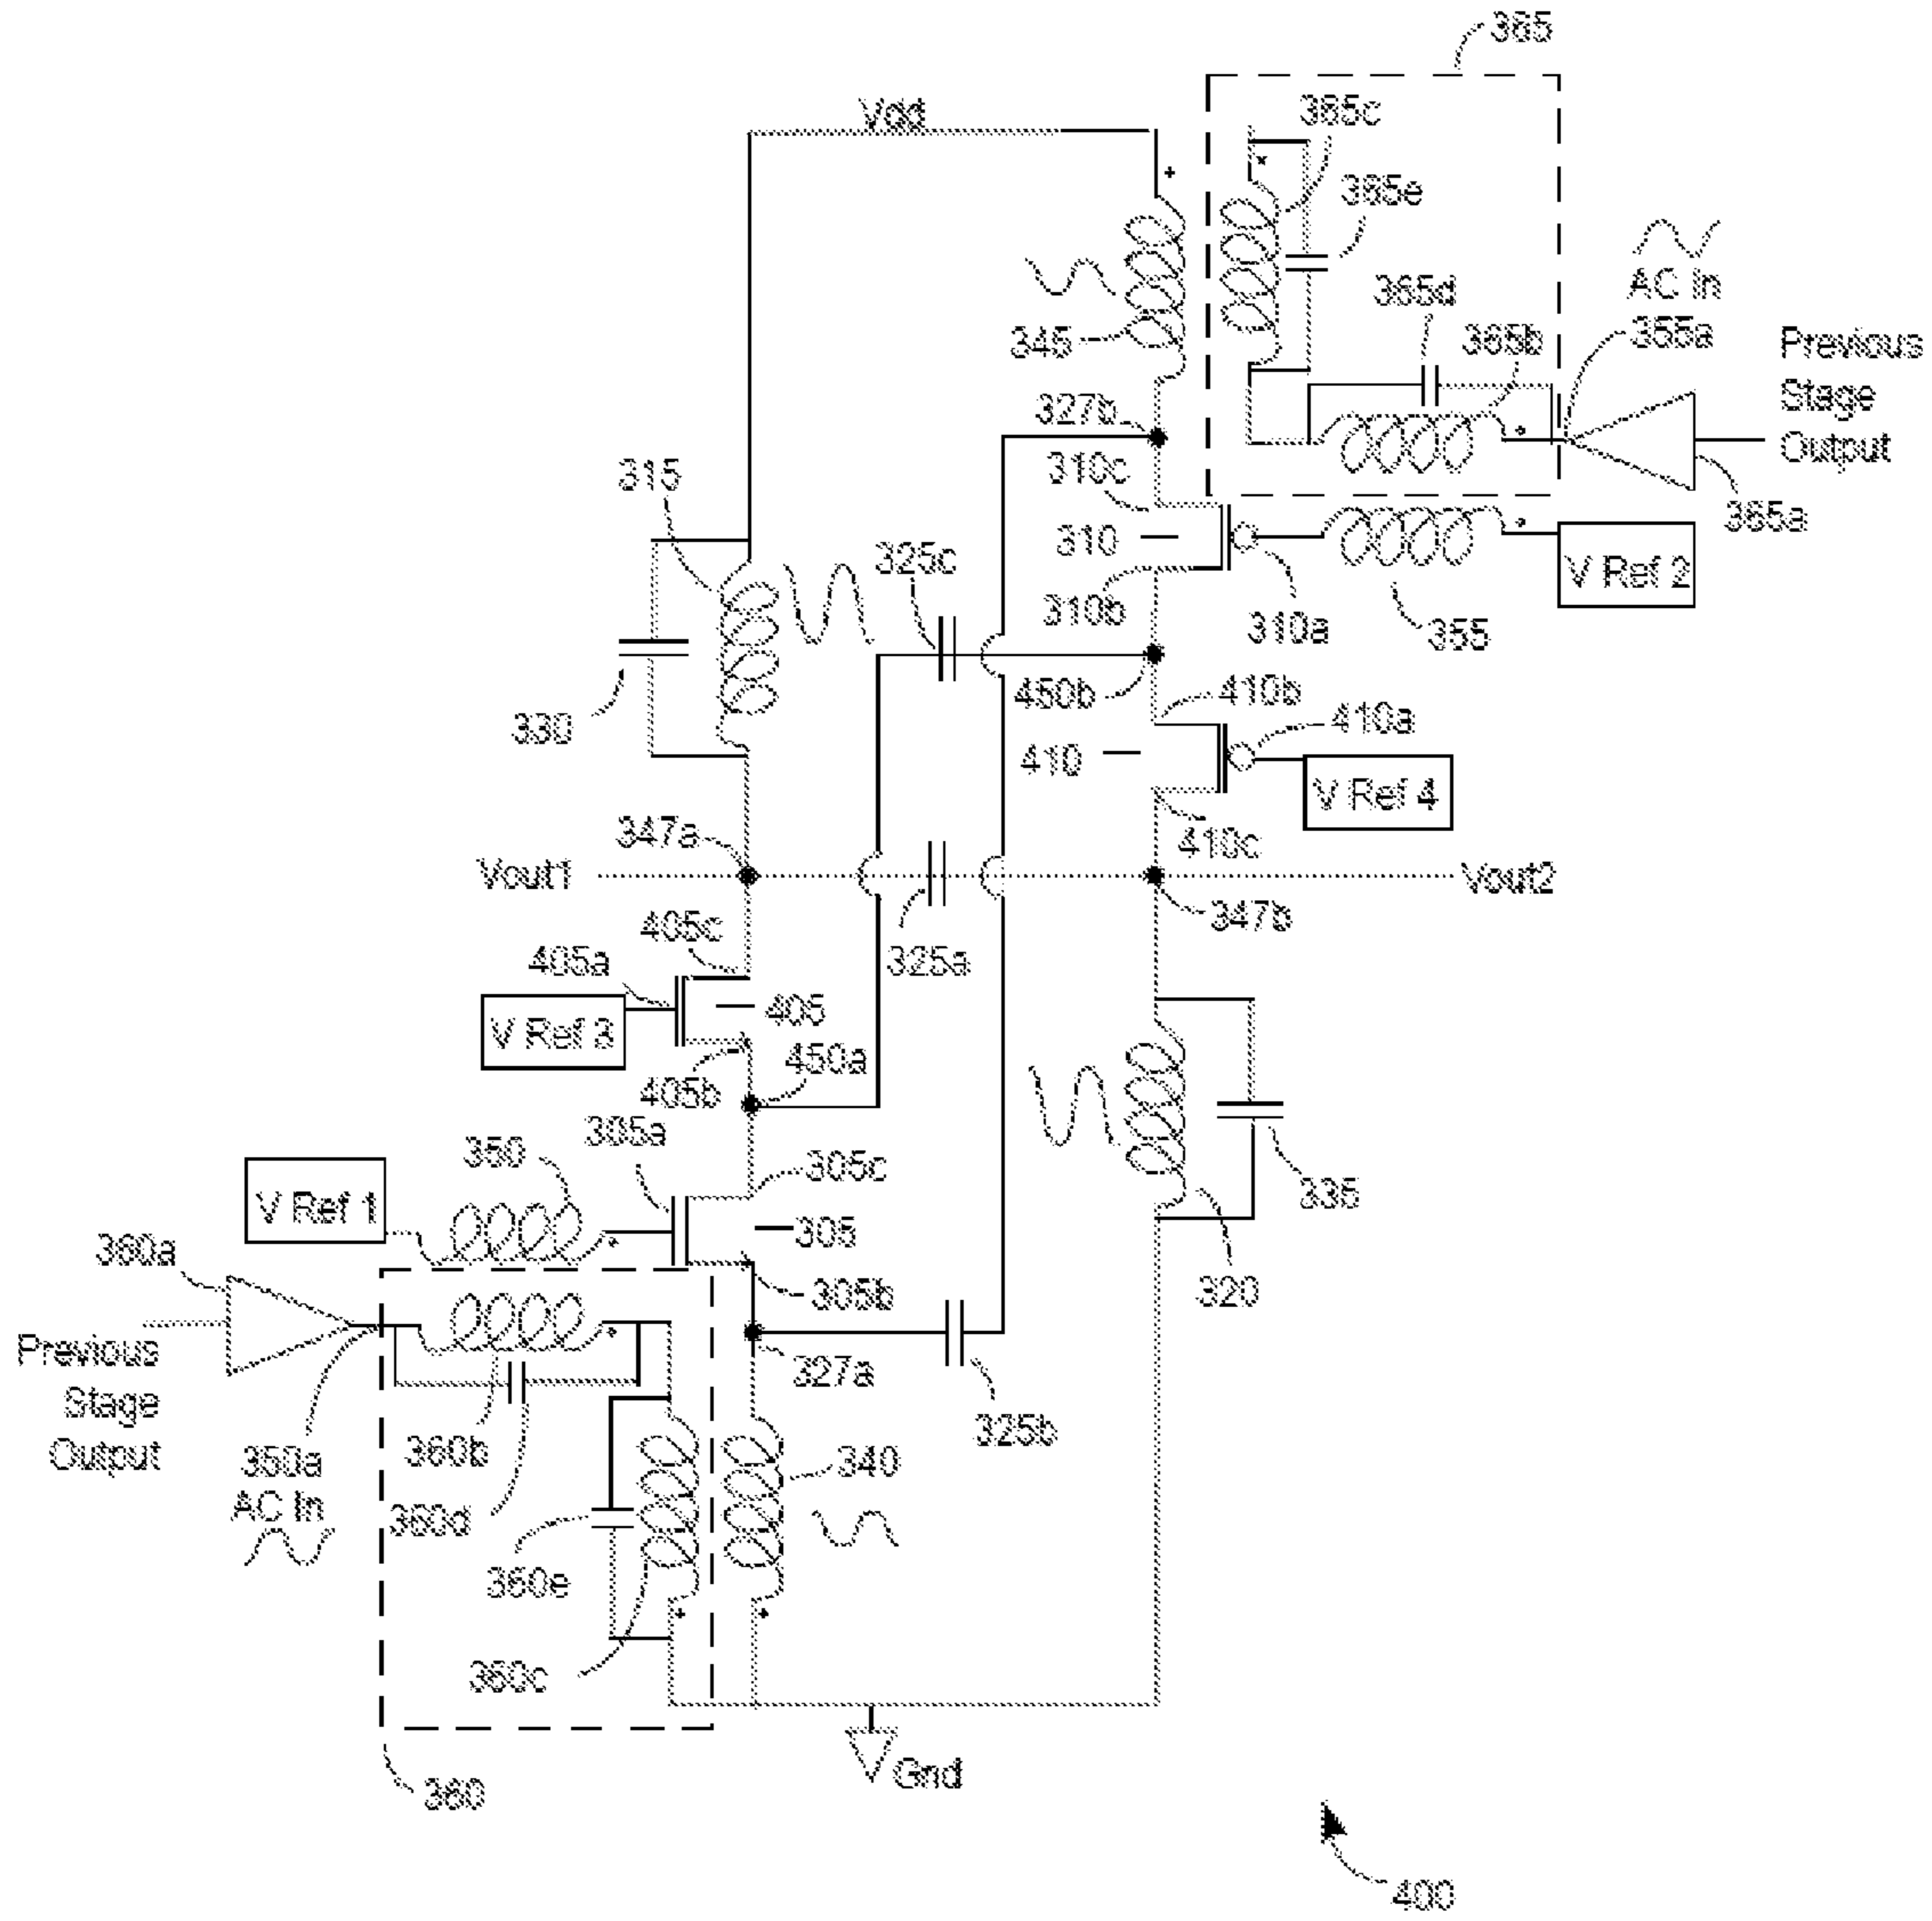 365
Vdd
365c
365e
AC In
365d
345
365b
355a
Previous
Stage
Output
327b
310c
315
365a
310
325c
V Ref 2
310b
310a
355
450b
410b
410a
330
410
V Ref 4
347a
410c
Vout1
Vout2
347b
405c
325a
405a
405
V Ref 3
450a
405b
305a
350
305c
335
V Ref 1
305
360a
305b
320
Previous
Stage
Output
327a
325b
360b
350a
340
AC In
360d
360e
360c
Gnd
360
400